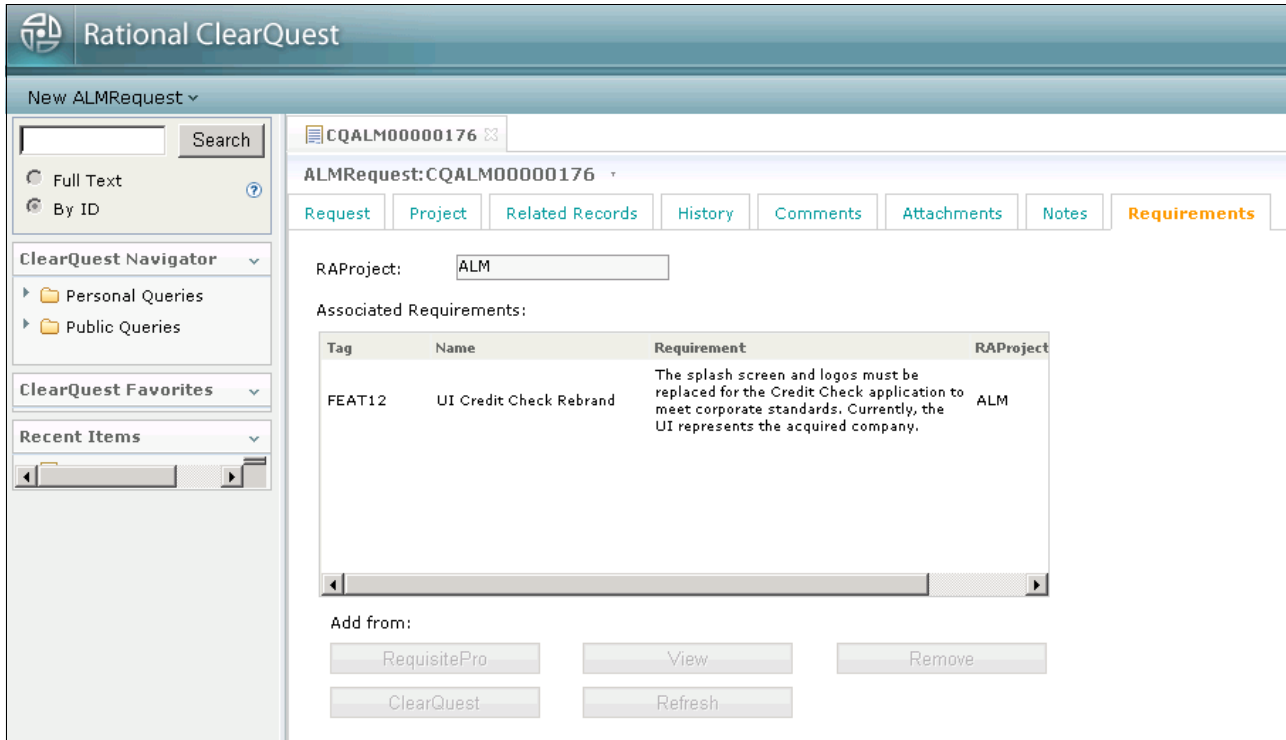 Rational ClearQuest
New ALMRequest
Search
Full Text
By ID
ClearQuest Navigator
Personal Queries
Public Queries
ClearQuest Favorites
Recent Items
CQALM00000176
ALMRequest:CQALM00000176
Request Project Related Records History Comments Attachments Notes Requirements
RAProject: ALM
Associated Requirements:
Tag Name Requirement RAProject
FEAT12 UI Credit Check Rebrand The splash screen and logos must be
replaced for the Credit Check application to
meet corporate standards. Currently, the
UI represents the acquired company. ALM
Add from:
RequisitePro View Remove
ClearQuest Refresh